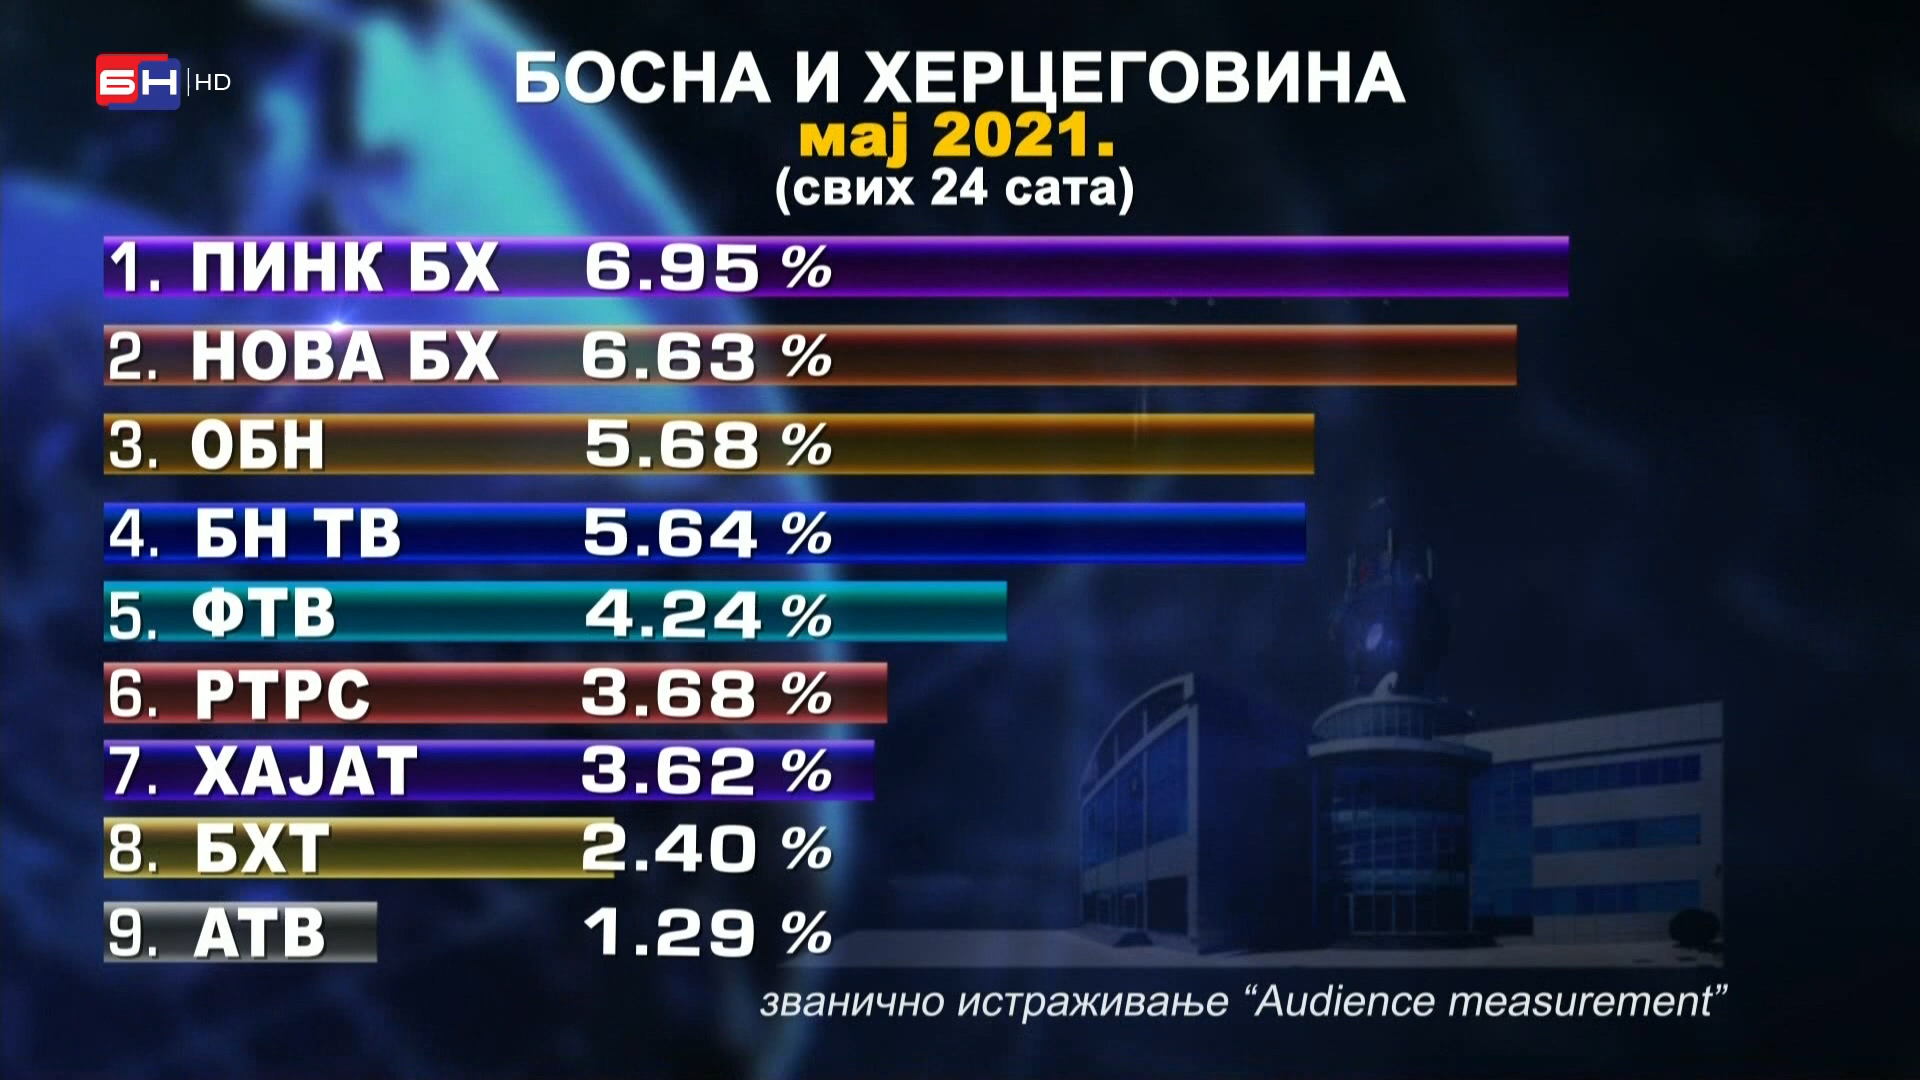 БН HD
БОСНА И ХЕРЦЕГОВИНА
мај 2021.
(свих 24 сата)
1. ПИНК БХ 6.95 %
2. НОВА БХ 6.63 %
3. ОБН 5.68 %
4. БН ТВ 5.64 %
5. ФТВ 4.24 %
6. РТРС 3.68 %
7. ХАЈАТ 3.62 %
8. БХТ 2.40 %
9. АТВ 1.29 %
званично истраживање “Audience measurement”